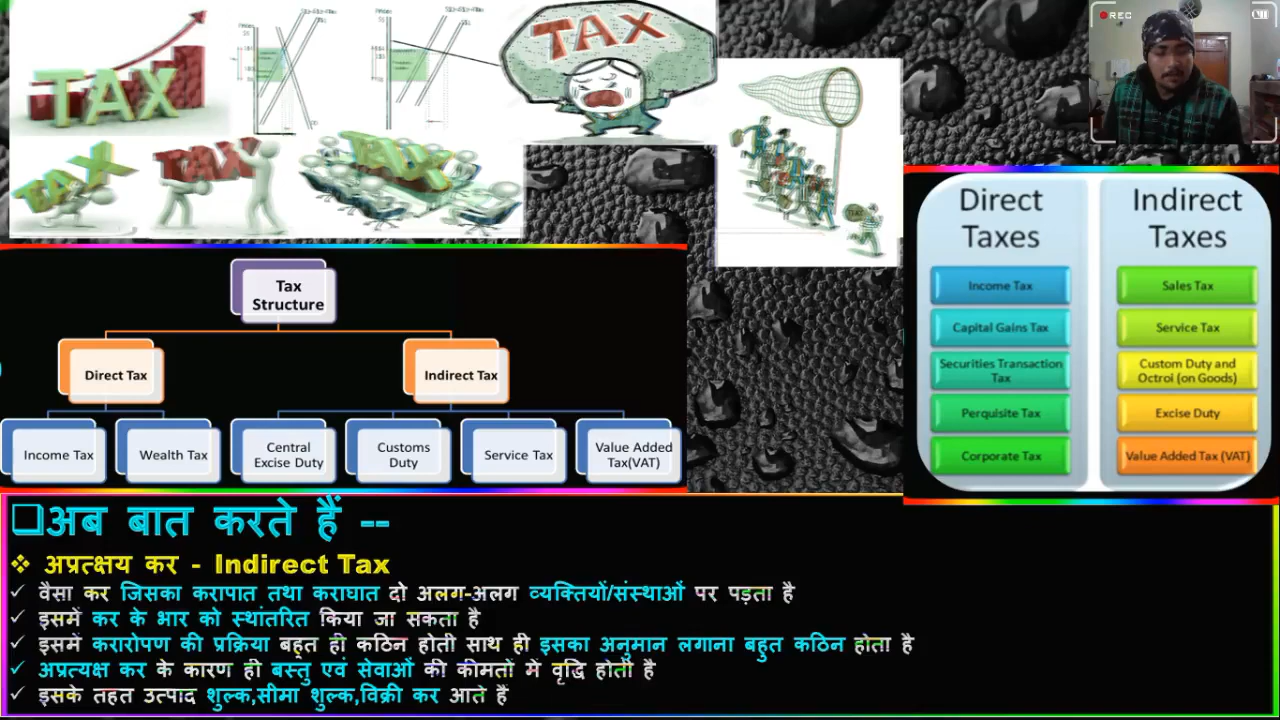 TAX
TAX
REC
TAX
TAX
TAX
Direct Taxes
Income Tax
Capital Gains Tax
Securities Transaction
Tax
Perquisite Tax
Corporate Tax
Indirect Taxes
Sales Tax
Service Tax
Custom Duty and
Octroi (on Goods)
Excise Duty
Value Added Tax (VAT)
Tax
Structure
Direct Tax
Indirect Tax
Income Tax
Wealth Tax
Central
Excise Duty
Customs
Duty
Service Tax
Value Added
Tax(VAT)
❑अब बात करते हैं --
❖ अप्रत्क्षय कर - Indirect Tax
✓ वैसा कर जिसका करापात तथा कराघात दो अलग-अलग व्यक्तियों/संस्थाओं पर पड़ता है
✓ इसमें कर के भार को स्थांतरित किया जा सकता है
✓ इसमें करारोपण की प्रक्रिया बहुत ही कठिन होती साथ ही इसका अनुमान लगाना बहुत कठिन होता है
✓ अप्रत्यक्ष कर के कारण ही बस्तु एवं सेवाओं की कीमतों में वृद्धि होती है
✓ इसके तहत उत्पाद शुल्क,सीमा शुल्क,विक्री कर आते है